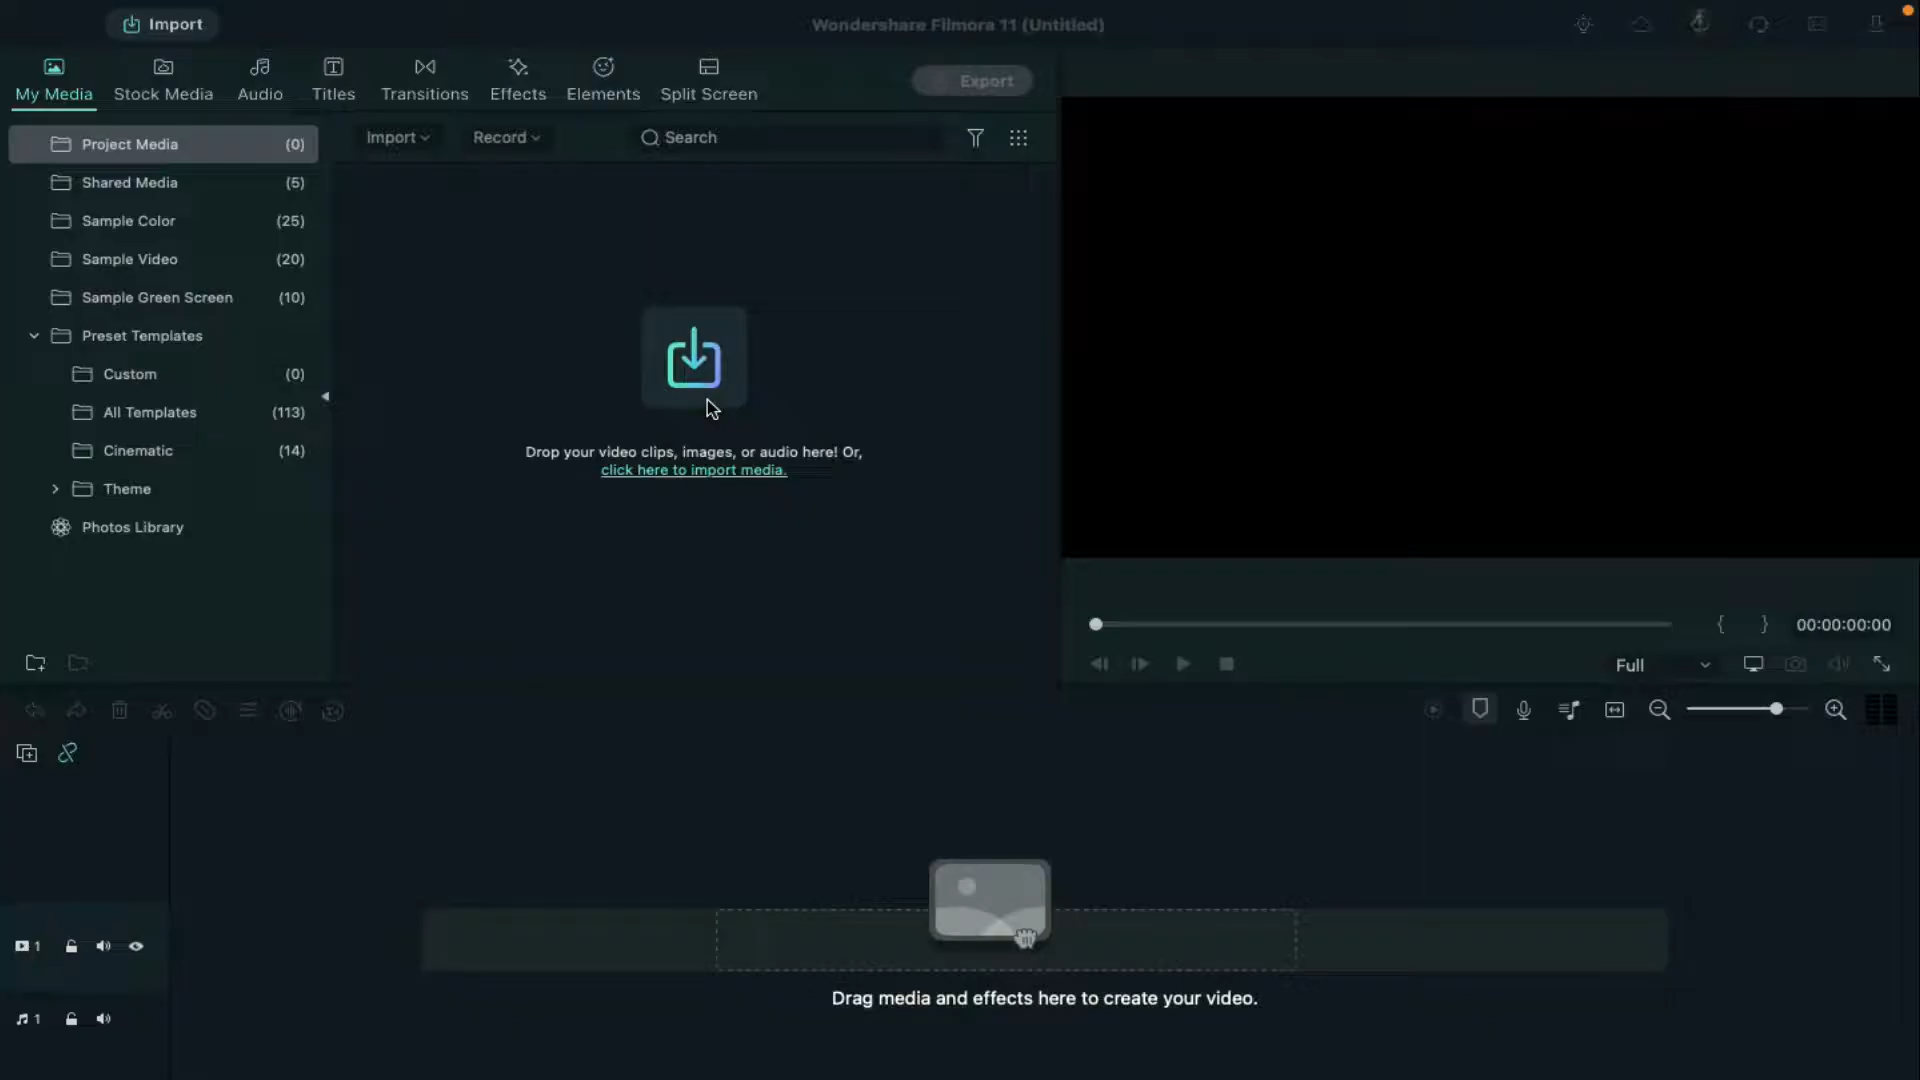 Import
Wondershare Filmora 11 (Untitled)
My Media
Stock Media
Audio
Titles
Transitions
Effects
Elements
Split Screen
Export
Project Media (0)
Shared Media (5)
Sample Color (25)
Sample Video (20)
Sample Green Screen (10)
Preset Templates
Custom (0)
All Templates (113)
Cinematic (14)
Theme
Photos Library
Import
Record
Search
Drop your video clips, images, or audio here! Or,
click here to import media.
{ } 00:00:00:00
Full
1
Drag media and effects here to create your video.
1